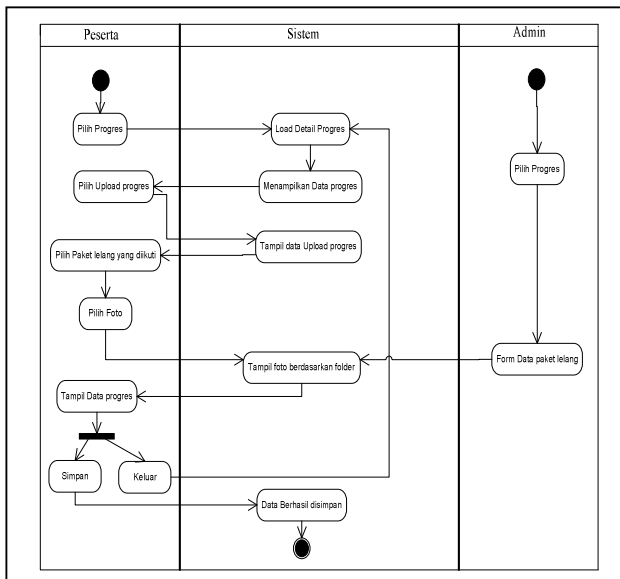 Peserta
Sistem
Admin
Pilih Progres
Load Detail Progres
Pilih Progres
Pilih Upload progres
Menampilkan Data progres
Tampil data Upload progres
Pilih Paket lelang yang diikuti
Pilih Foto
Tampil foto berdasarkan folder
Form Data paket lelang
Tampil Data progres
Simpan
Keluar
Data Berhasil disimpan